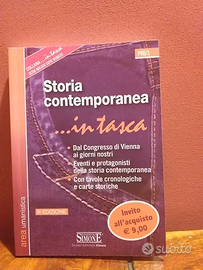 Storia
contemporanea
...in tasca
• Dal Congresso di Vienna
ai giorni nostri
• Eventi e protagonisti
della storia contemporanea
• Con tavole cronologiche
e carte storiche
Invito
all'acquisto
€ 9,00
area umanistica
SIMONE
subito